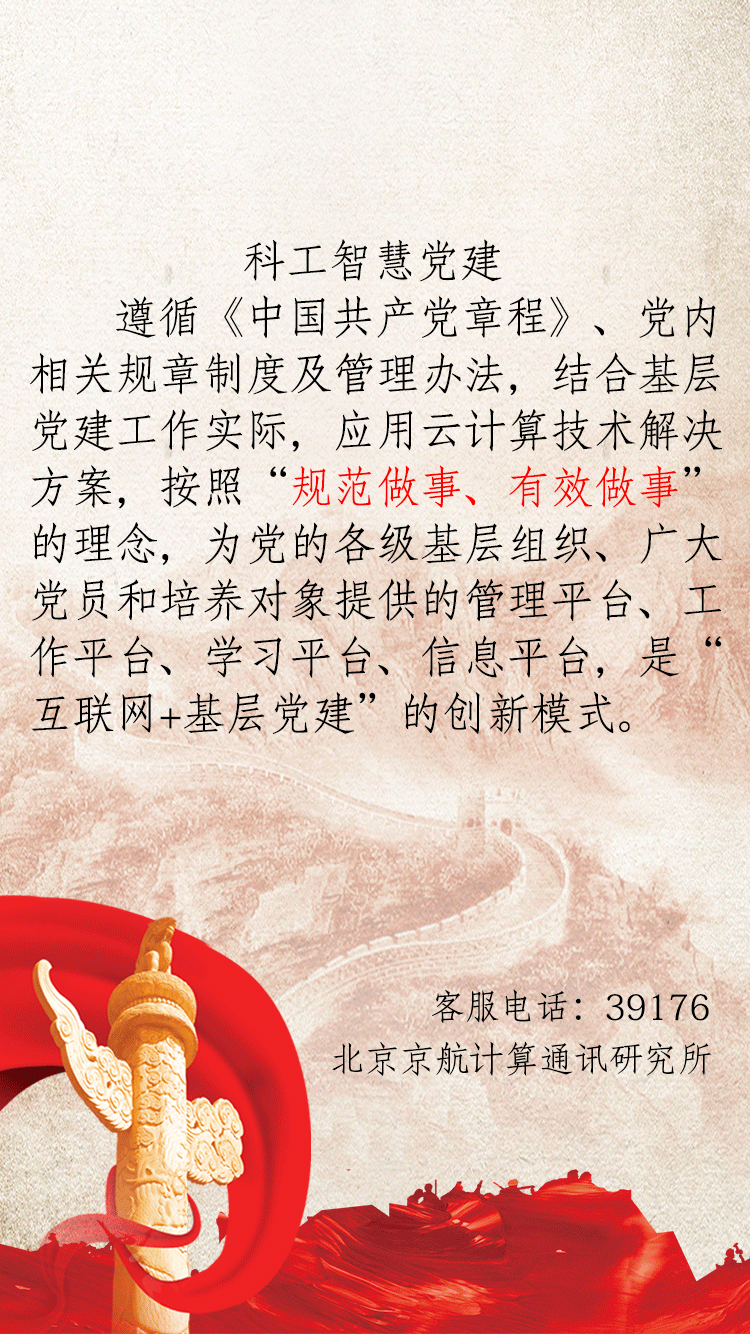 科工智慧党建
遵循《中国共产党章程》、党内
相关规章制度及管理办法，结合基层
党建工作实际，应用云计算技术解决
方案，按照“规范做事、有效做事”
的理念，为党的各级基层组织、广大
党员和培养对象提供的管理平台、工
作平台、学习平台、信息平台，是“
互联网+基层党建”的创新模式。
客服电话：39176
北京京航计算通讯研究所